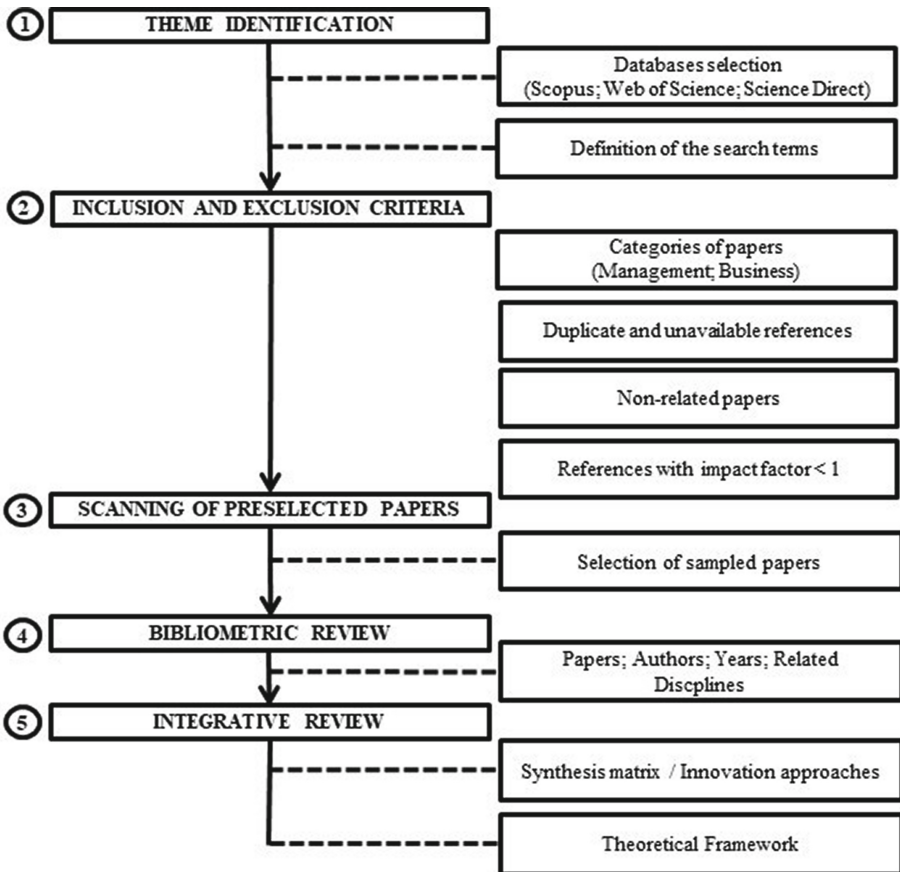 1 THEME IDENTIFICATION
Databases selection
(Scopus; Web of Science; Science Direct)
Definition of the search terms
2 INCLUSION AND EXCLUSION CRITERIA
Categories of papers
(Management; Business)
Duplicate and unavailable references
Non-related papers
References with impact factor < 1
3 SCANNING OF PRESELECTED PAPERS
Selection of sampled papers
4 BIBLIOMETRIC REVIEW
Papers; Authors; Years; Related
Discplines
5 INTEGRATIVE REVIEW
Synthesis matrix / Innovation approaches
Theoretical Framework